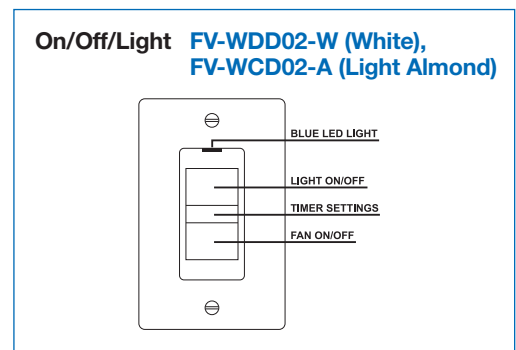 On/Off/Light FV-WDD02-W (White),
FV-WCD02-A (Light Almond)
BLUE LED LIGHT
LIGHT ON/OFF
TIMER SETTINGS
FAN ON/OFF